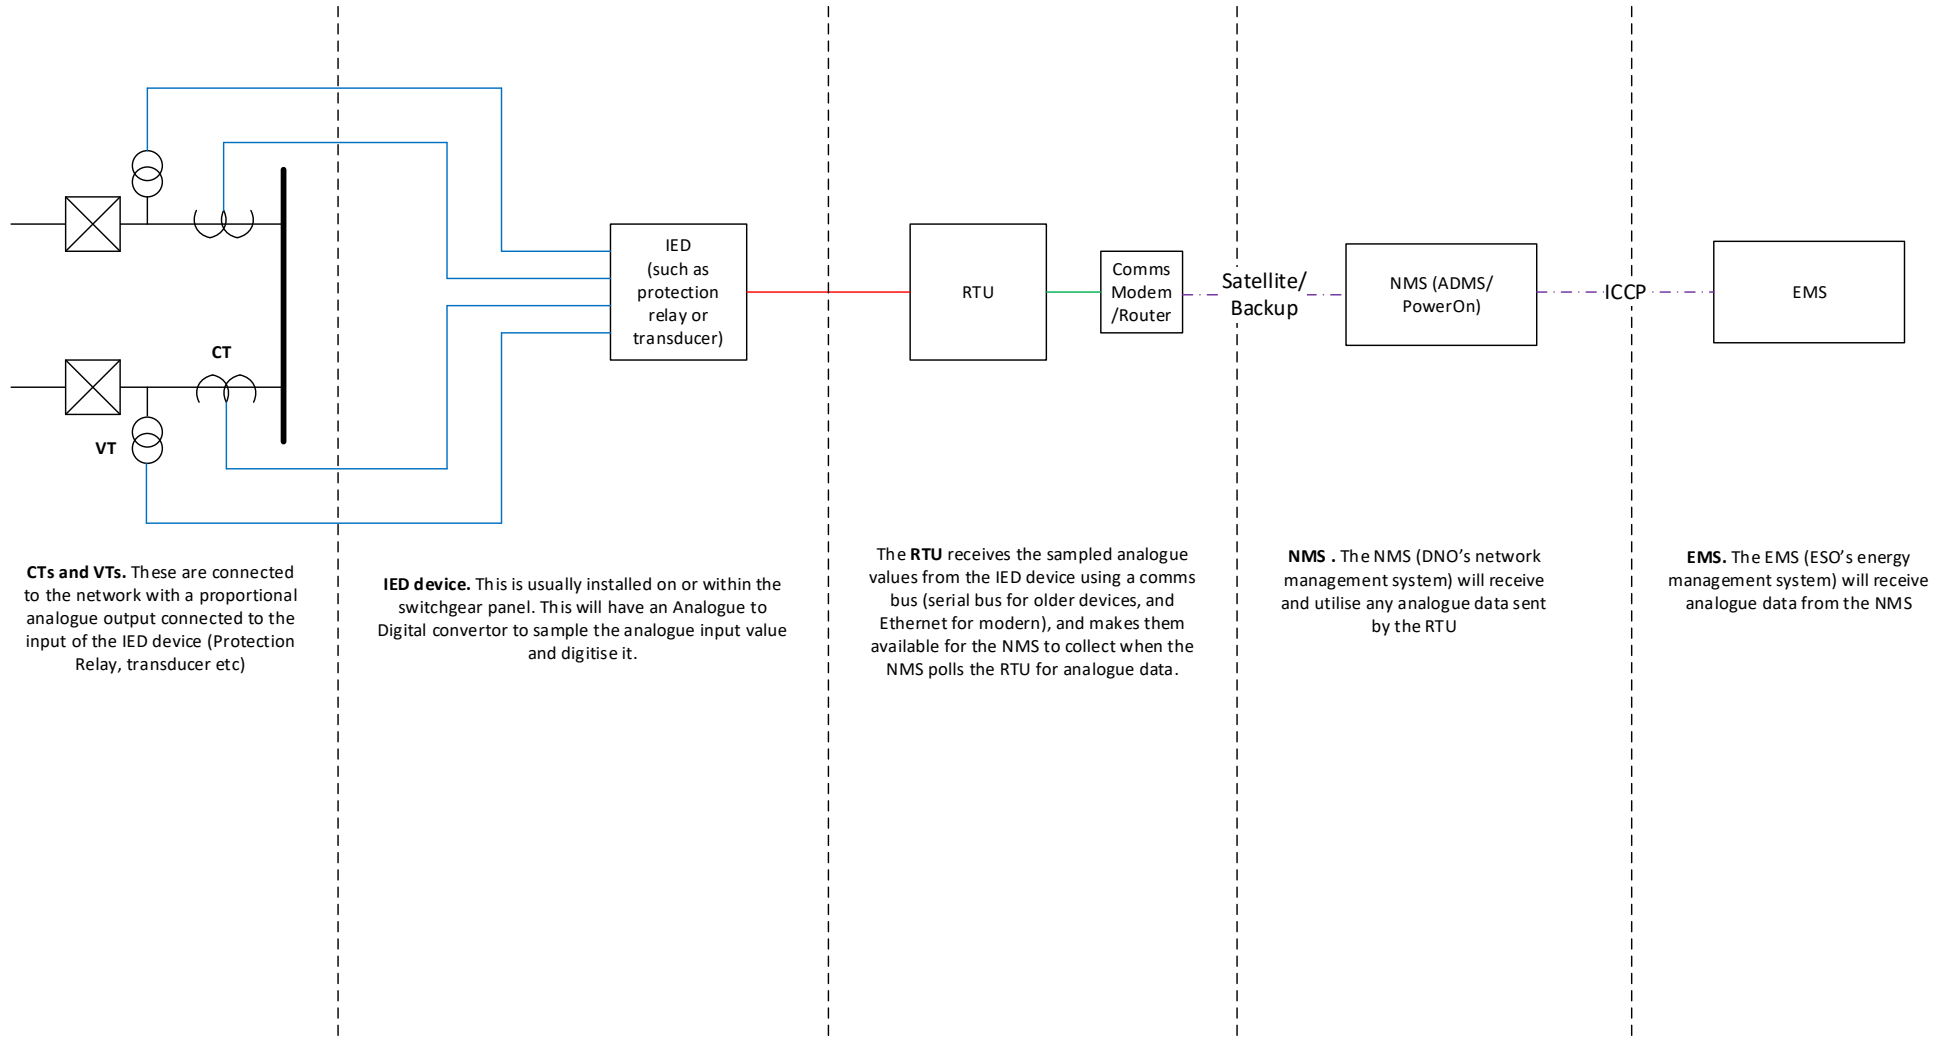 CT
VT
IED
(such as
protection
relay or
transducer)
RTU
Comms
Modem
/Router
Satellite/
Backup
NMS (ADMS/
PowerOn)
ICCP
EMS
CTs and VTs. These are connected
to the network with a proportional
analogue output connected to the
input of the IED device (Protection
Relay, transducer etc)
IED device. This is usually installed on or within the
switchgear panel. This will have an Analogue to
Digital convertor to sample the analogue input value
and digitise it.
The RTU receives the sampled analogue
values from the IED device using a comms
bus (serial bus for older devices, and
Ethernet for modern), and makes them
available for the NMS to collect when the
NMS polls the RTU for analogue data.
NMS . The NMS (DNO's network
management system) will receive
and utilise any analogue data sent
by the RTU
EMS. The EMS (ESO's energy
management system) will receive
analogue data from the NMS